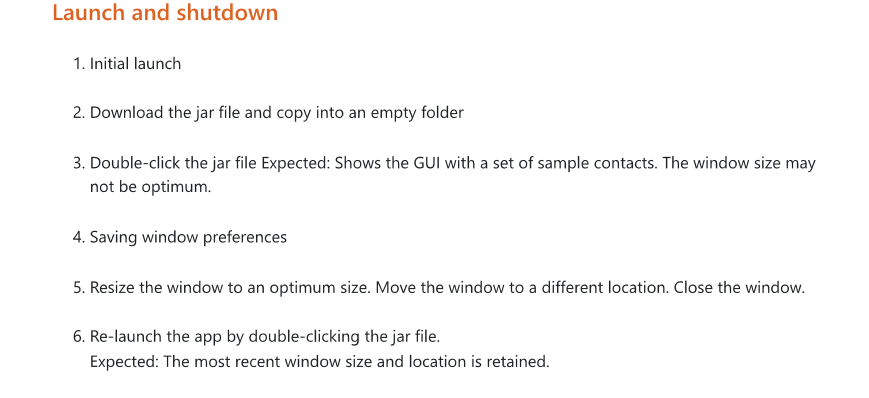 Launch and shutdown
1. Initial launch
2. Download the jar file and copy into an empty folder
3. Double-click the jar file Expected: Shows the GUI with a set of sample contacts. The window size may
not be optimum.
4. Saving window preferences
5. Resize the window to an optimum size. Move the window to a different location. Close the window.
6. Re-launch the app by double-clicking the jar file.
Expected: The most recent window size and location is retained.